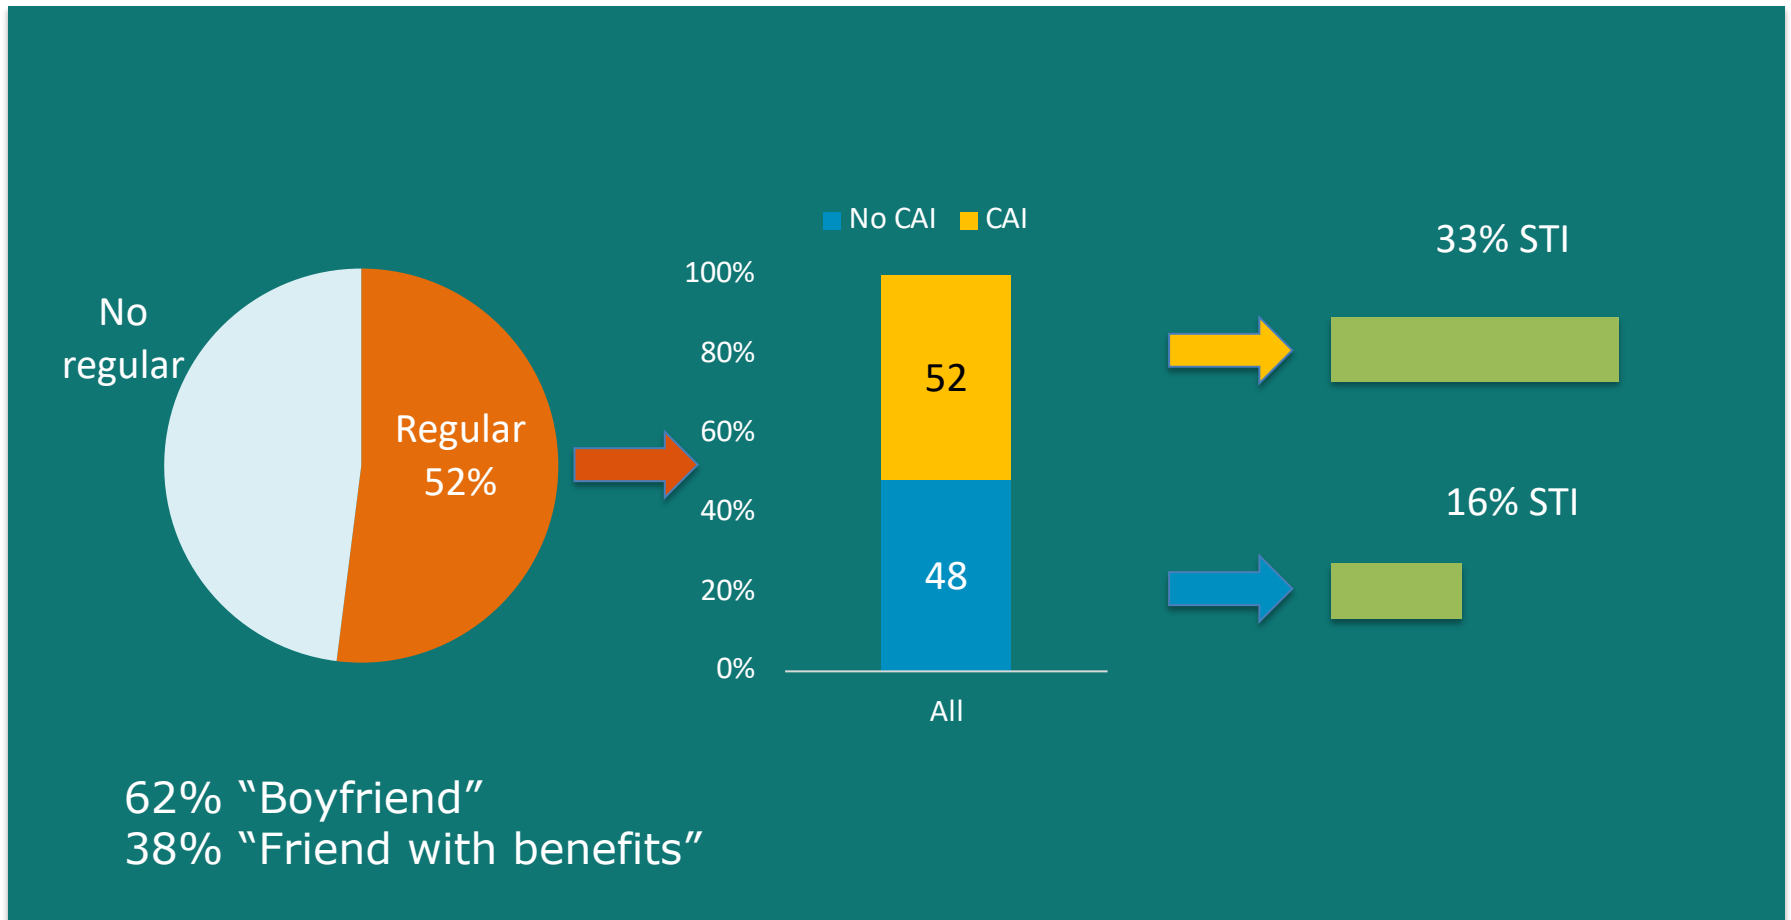 No
regular
Regular
52%
No CAI CAI
100%
80%
60%
40%
20%
0%
52
48
All
33% STI
16% STI
62% “Boyfriend”
38% “Friend with benefits”